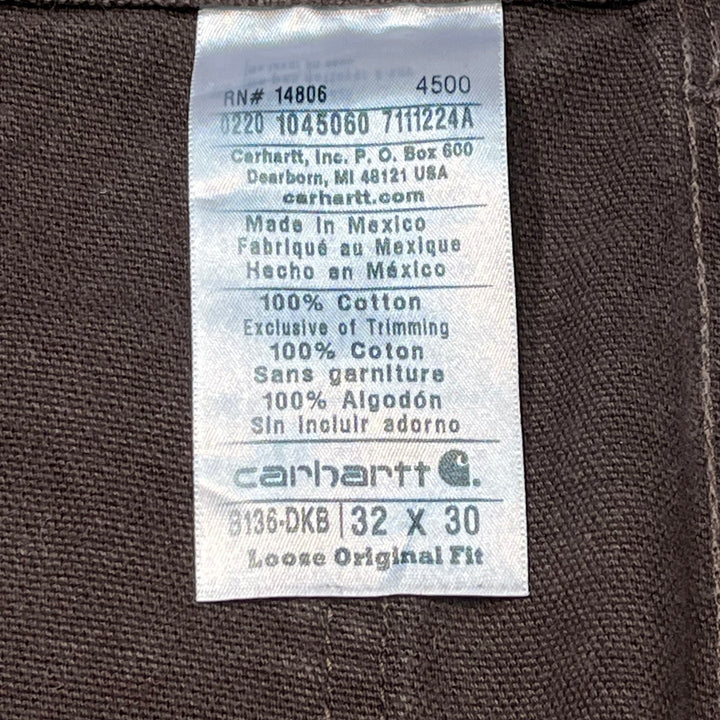 RN# 14806 4500
0220 1045060 7111224A
Carhartt, Inc. P. O. Box 600
Dearborn, MI 48121 USA
carhartt.com
Made in Mexico
Fabriqué au Mexique
Hecho en México
100% Cotton
Exclusive of Trimming
100% Coton
Sans garniture
100% Algodón
Sin Incluir adorno
carhartt
B136-DKB | 32 X 30
Loose Original Fit